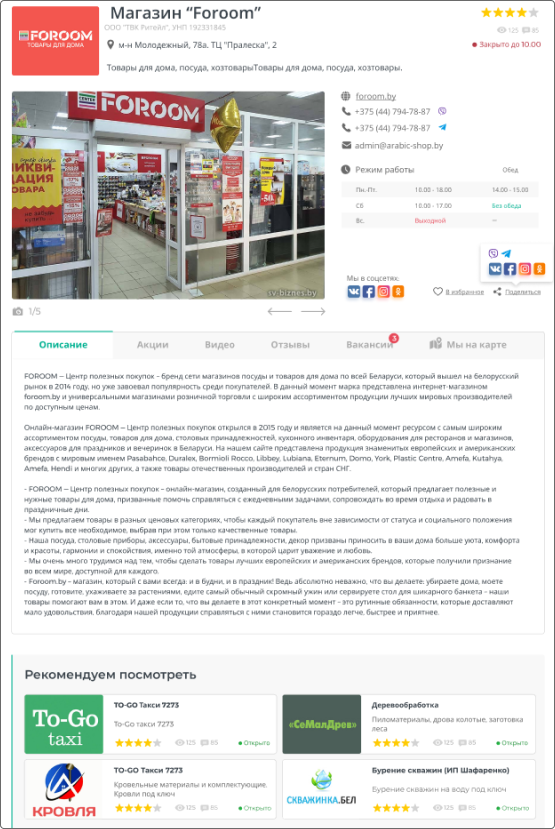 FOROOM
ТОВАРЫ ДЛЯ ДОМА
Магазин “Foroom”
ООО "ТВК Ритейл", УНП 192331845
125
85
м-н Молодежный, 78а. ТЦ "Пралеска", 2
Закрыто до 10.00
Товары для дома, посуда, хозтоварыТовары для дома, посуда, хозтовары.
FOROOM
ЛИКВИ-
ДАЦИЯ
ТОВАРА
-50
sv.biznes.by
foroom.by
+375 (44) 794-78-87
+375 (44) 794-78-87
admin@arabic-shop.by
Режим работы
Обед
Пн.-Пт.
10.00 - 18.00
14.00 - 15.00
Сб
10.00 - 17.00
Без обеда
Вс.
Выходной
—
Мы в соцсетях:
В избранное
Поделиться
1/5
Описание
Акции
Видео
Отзывы
Вакансии
3
Мы на карте
FOROOM – Центр полезных покупок - бренд сети магазинов посуды и товаров для дома по всей Беларуси, который вышел на белорусский
рынок в 2014 году, но уже завоевал популярность среди покупателей. В данный момент марка представлена интернет-магазином
foroom.by и универсальными магазинами розничной торговли с широким ассортиментом продукции лучших мировых производителей
по доступным ценам.
Онлайн-магазин FOROOM – Центр полезных покупок открылся в 2015 году и является на данный момент ресурсом с самым широким
ассортиментом посуды, товаров для дома, столовых принадлежностей, кухонного инвентаря, оборудования для ресторанов и магазинов,
аксессуаров для праздников и вечеринок в Беларуси. На нашем сайте представлена продукция знаменитых европейских и американских
брендов с мировым именем Pasabahce, Duralex, Bormioli Rocco, Libbey, Lubiana, Eternum, Domo, York, Plastic Centre, Amefa, Kutahya,
Amefa, Hendi и многих других, а также товары отечественных производителей и стран СНГ.
- FOROOM – Центр полезных покупок - онлайн-магазин, созданный для белорусских потребителей, который предлагает полезные и
нужные товары для дома, призванные помочь справляться с ежедневными задачами, сопровождать во время отдыха и радовать в
праздничные дни.
- Мы предлагаем товары в разных ценовых категориях, чтобы каждый покупатель вне зависимости от статуса и социального положения
мог купить все необходимое, выбрав при этом только качественные товары.
- Наша посуда, столовые приборы, аксессуары, бытовые принадлежности, декор призваны приносить в ваши дома больше уюта, комфорта
и красоты, гармонии и спокойствия, именно той атмосферы, в которой царит уважение и любовь.
- Мы очень много трудимся над тем, чтобы сделать товары лучших европейских и американских брендов, которые получили признание
во всем мире, доступной для каждого.
- Foroom.by – магазин, который с вами всегда: и в будни, и в праздники! Ведь абсолютно неважно, что вы делаете: убираете дома, моете
посуду, готовите, ухаживаете за растениями, едите самый обычный скромный ужин или сервируете стол для шикарного банкета – наши
товары помогают вам в этом. И даже если то, что вы делаете в этот конкретный момент – это рутинные обязанности, которые доставляют
мало удовольствия, благодаря нашей продукции справляться с ними становится гораздо легче, быстрее и приятнее.
Рекомендуем посмотреть
To-Go
taxi
TO-GO Такси 7273
To-Go такси 7273
125
85
Открыто
«СеМалДрев»
Деревообработка
Пиломатериалы, дрова колотые, заготовка
леса
125
85
Открыто
КРОВЛЯ
TO-GO Такси 7273
Кровельные материалы и комплектующие.
Кровли под ключ
125
85
Открыто
СКВАЖИНКА.БЕЛ
Бурение скважин (ИП Шафаренко)
Бурение скважин на воду под ключ
125
85
Открыто